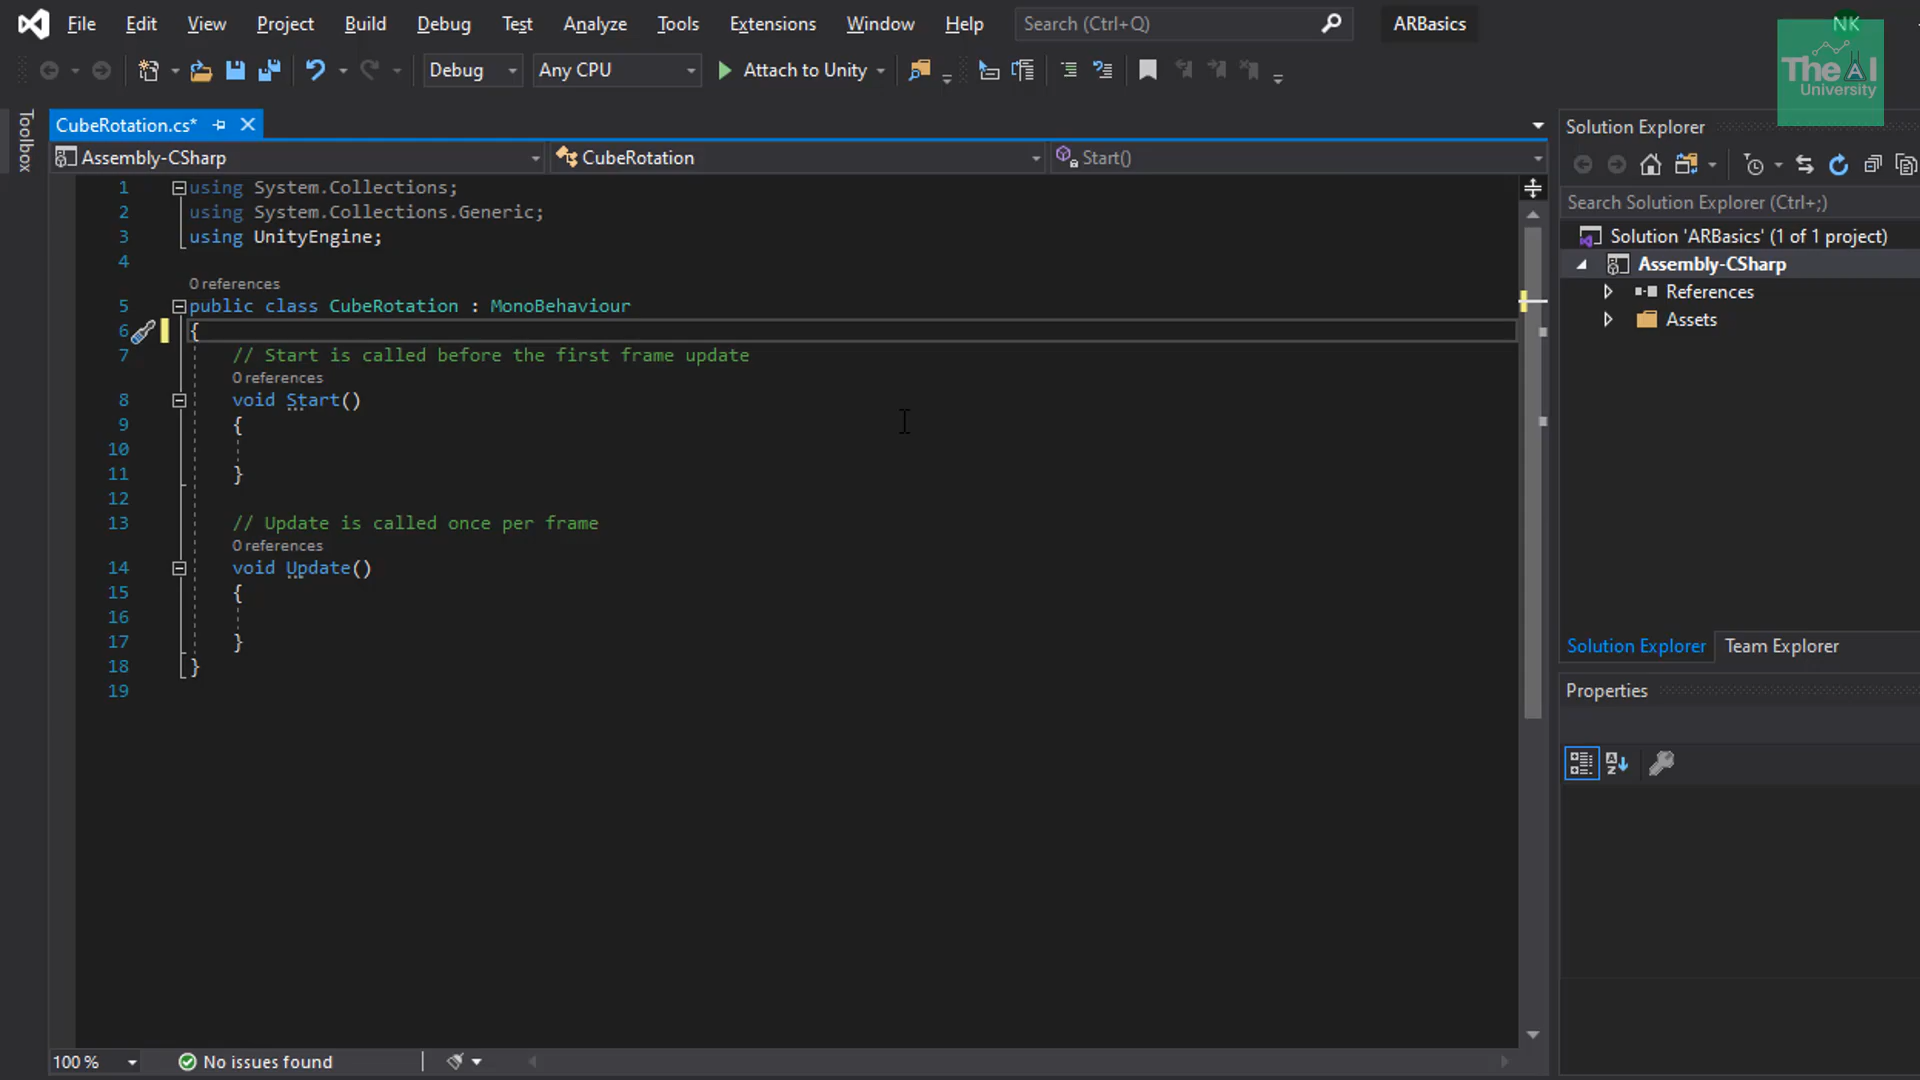 File Edit View Project Build Debug Test Analyze Tools Extensions Window Help Search (Ctrl+Q) ARBasics NK
Debug Any CPU Attach to Unity
The AI
University
Toolbox
CubeRotation.cs*
Assembly-CSharp CubeRotation Start()
1 using System.Collections;
2 using System.Collections.Generic;
3 using UnityEngine;
4
0 references
5 public class CubeRotation : MonoBehaviour
6 {
7 // Start is called before the first frame update
0 references
8 void Start()
9 {
10
11 }
12
13 // Update is called once per frame
0 references
14 void Update()
15 {
16
17 }
18 }
19
100 % No issues found
Solution Explorer
Search Solution Explorer (Ctrl+;)
Solution 'ARBasics' (1 of 1 project)
Assembly-CSharp
References
Assets
Solution Explorer Team Explorer
Properties